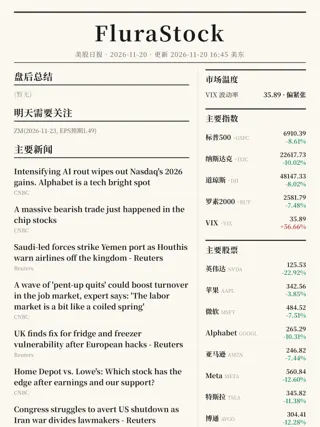 FluraStock
美股日报 · 2026-11-20 · 更新 2026-11-20 16:45 美东
盘后总结
(暂无)
明天需要关注
ZM(2026-11-23, EPS预期1.49)
主要新闻
Intensifying AI rout wipes out Nasdaq's 2026
gains. Alphabet is a tech bright spot
CNBC
A massive bearish trade just happened in the
chip stocks
CNBC
Saudi-led forces strike Yemen port as Houthis
warn airlines off the kingdom - Reuters
Reuters
A wave of 'pent-up quits' could boost turnover
in the job market, expert says: 'The labor
market is a bit like a coiled spring'
CNBC
UK finds fix for fridge and freezer
vulnerability after European hacks - Reuters
Reuters
Home Depot vs. Lowe's: Which stock has the
edge after earnings and our support?
CNBC
Congress struggles to avert US shutdown as
Iran war divides lawmakers - Reuters
市场温度
VIX 波动率 35.89 · 偏紧张
主要指数
标普500 ^GSPC 6910.39
-8.61%
纳斯达克 ^IXIC 22617.73
-10.02%
道琼斯 ^DJI 48147.33
-8.02%
罗素2000 ^RUT 2581.79
-7.48%
VIX ^VIX 35.89
+56.66%
主要股票
英伟达 NVDA 125.53
-22.92%
苹果 AAPL 342.56
-3.85%
微软 MSFT 484.52
-7.51%
Alphabet GOOGL 265.29
-10.31%
亚马逊 AMZN 246.82
-7.44%
Meta META 560.84
-12.60%
特斯拉 TSLA 345.82
-11.38%
博通 AVGO 304.41
-12.28%